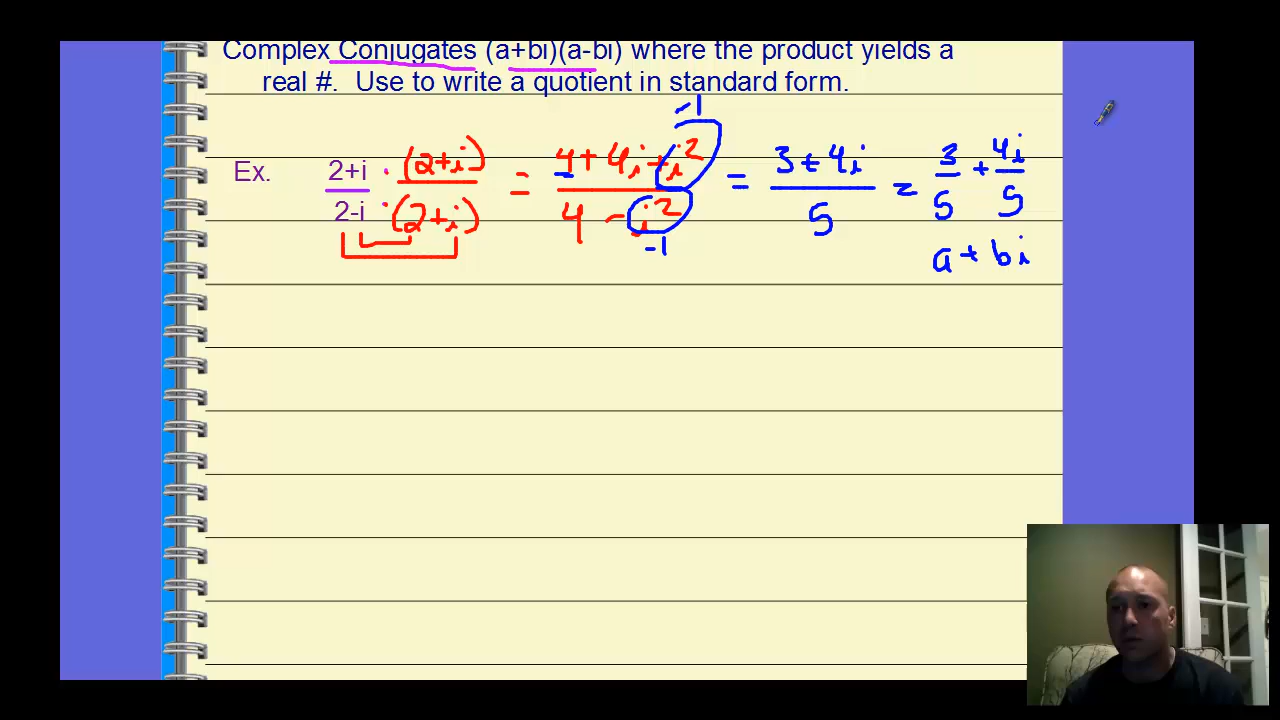 Complex Conjugates (a+bi)(a-bi) where the product yields a
real #. Use to write a quotient in standard form.
-1
Ex. 2+i/2-i · (2+i)/(2+i) = 4+4i+i²/4-i² = 3+4i/5 = 3/5 + 4i/5
-1
a+bi